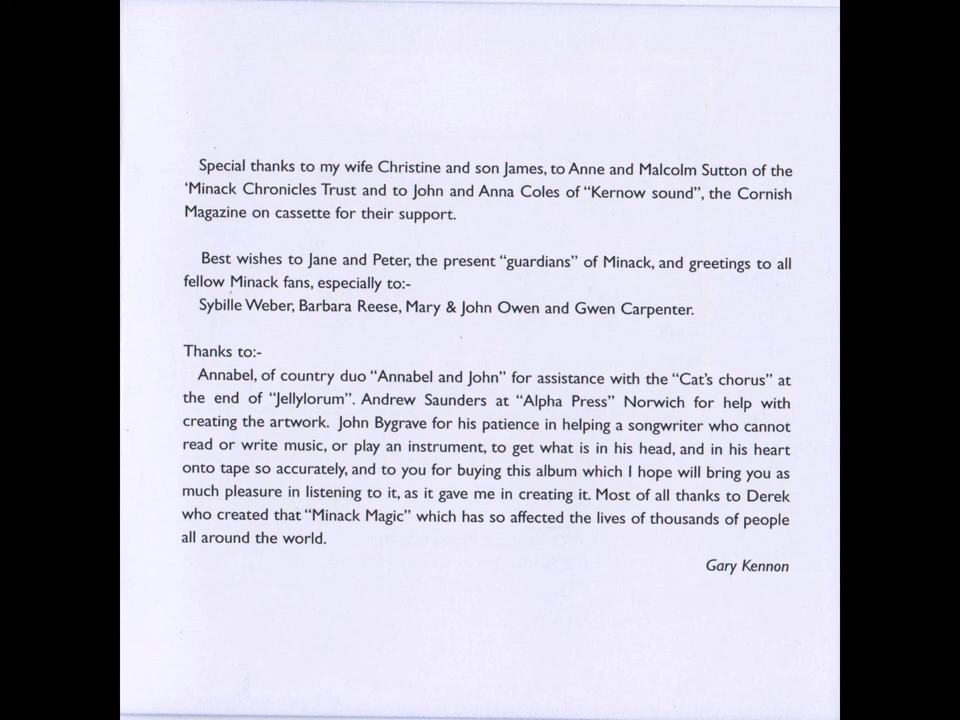 Special thanks to my wife Christine and son James, to Anne and Malcolm Sutton of the
‘Minack Chronicles Trust and to John and Anna Coles of “Kernow sound”, the Cornish
Magazine on cassette for their support.
Best wishes to Jane and Peter, the present “guardians” of Minack, and greetings to all
fellow Minack fans, especially to:-
Sybille Weber, Barbara Reese, Mary & John Owen and Gwen Carpenter.
Thanks to:-
Annabel, of country duo “Annabel and John” for assistance with the “Cat’s chorus” at
the end of “Jellylorum”. Andrew Saunders at “Alpha Press” Norwich for help with
creating the artwork. John Bygrave for his patience in helping a songwriter who cannot
read or write music, or play an instrument, to get what is in his head, and in his heart
onto tape so accurately, and to you for buying this album which I hope will bring you as
much pleasure in listening to it, as it gave me in creating it. Most of all thanks to Derek
who created that “Minack Magic” which has so affected the lives of thousands of people
all around the world.
Gary Kennon